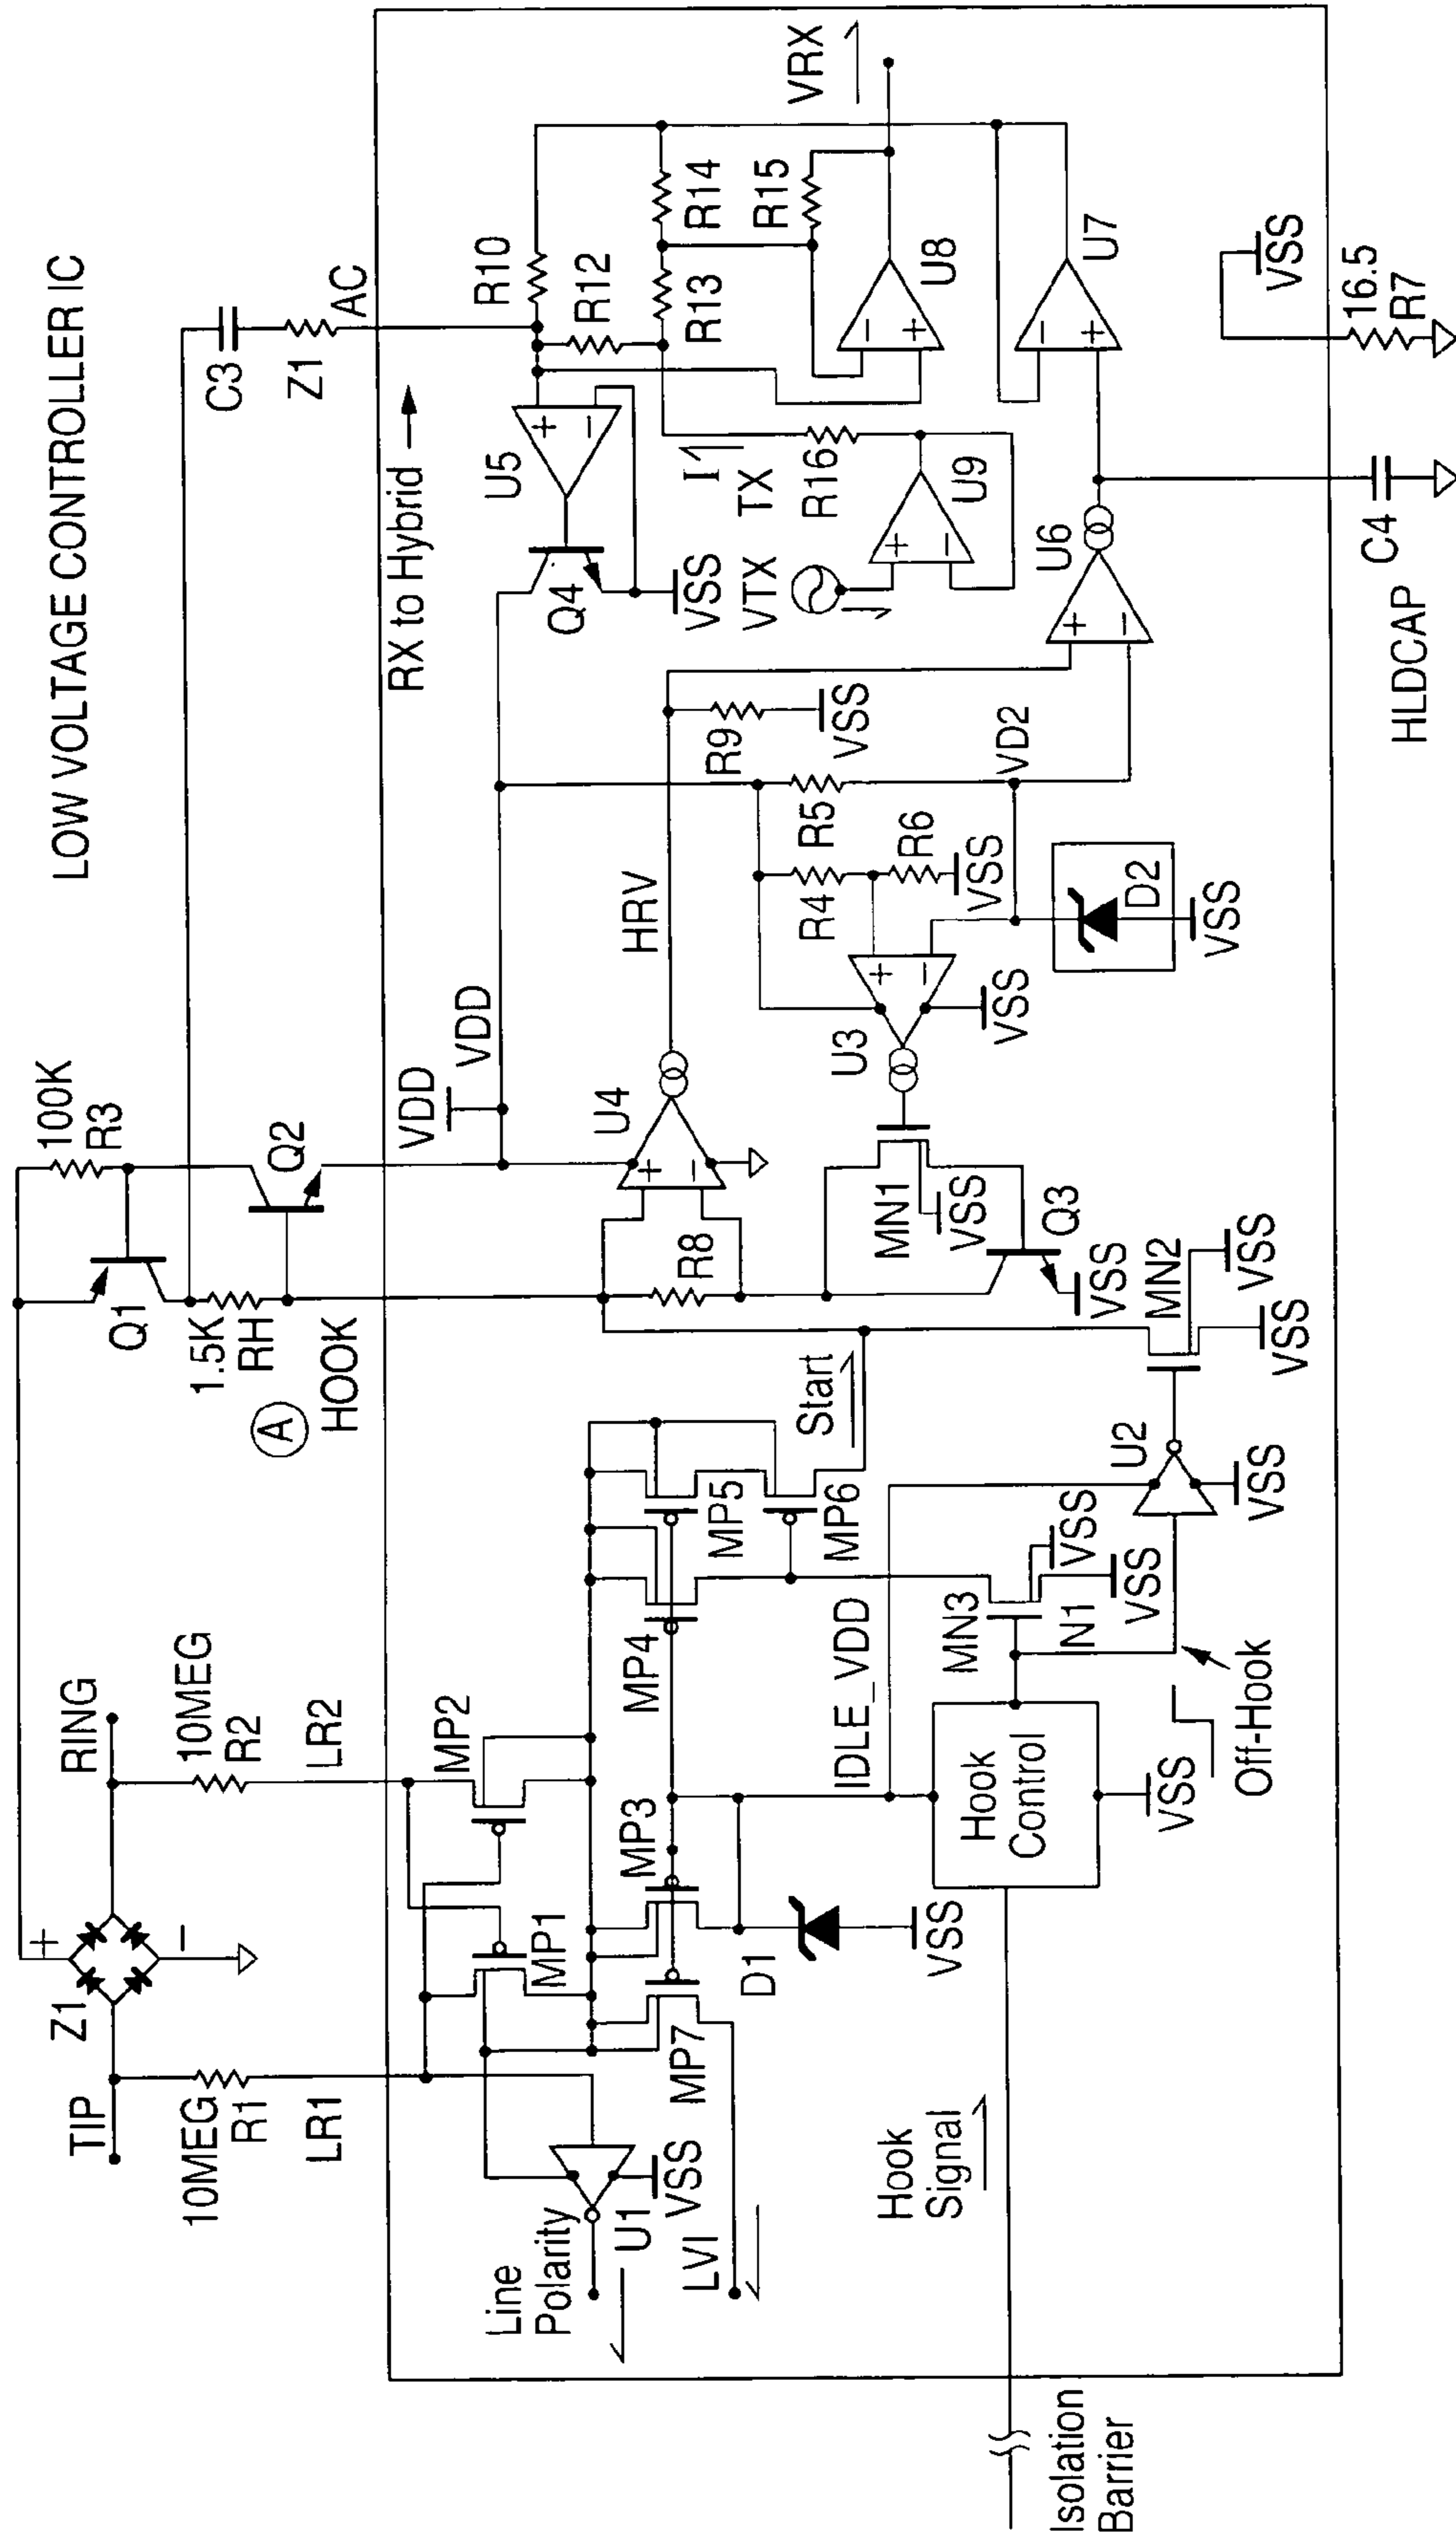 LOW VOLTAGE CONTROLLER IC
TIP
Z1
+
−
RING
10MEG
R1
LR1
10MEG
R2
LR2
Q1
100K
R3
Q2
1.5K
RH
A
HOOK
C3
Z1
AC
RX to Hybrid
VDD
VDD
Line
Polarity
U1
VSS
LVI
MP1
MP2
MP7
MP3
MP4
MP5
MP6
D1
VSS
IDLE_VDD
Start
Hook
Signal
Hook
Control
VSS
Off-Hook
MN3
N1
VSS
VSS
U2
VSS
MN2
VSS
VSS
U4
+
−
R8
HRV
MN1
VSS
Q3
VSS
U3
+
−
VSS
R4
R5
R6
VSS
R9
VSS
VD2
D2
VSS
Q4
U5
+
−
VSS
VTX
I
TX
R16
U9
+
−
U6
+
−
R10
R12
R13
R14
R15
U8
−
+
U7
−
+
VRX
VSS
16.5
R7
C4
HLDCAP
Isolation
Barrier